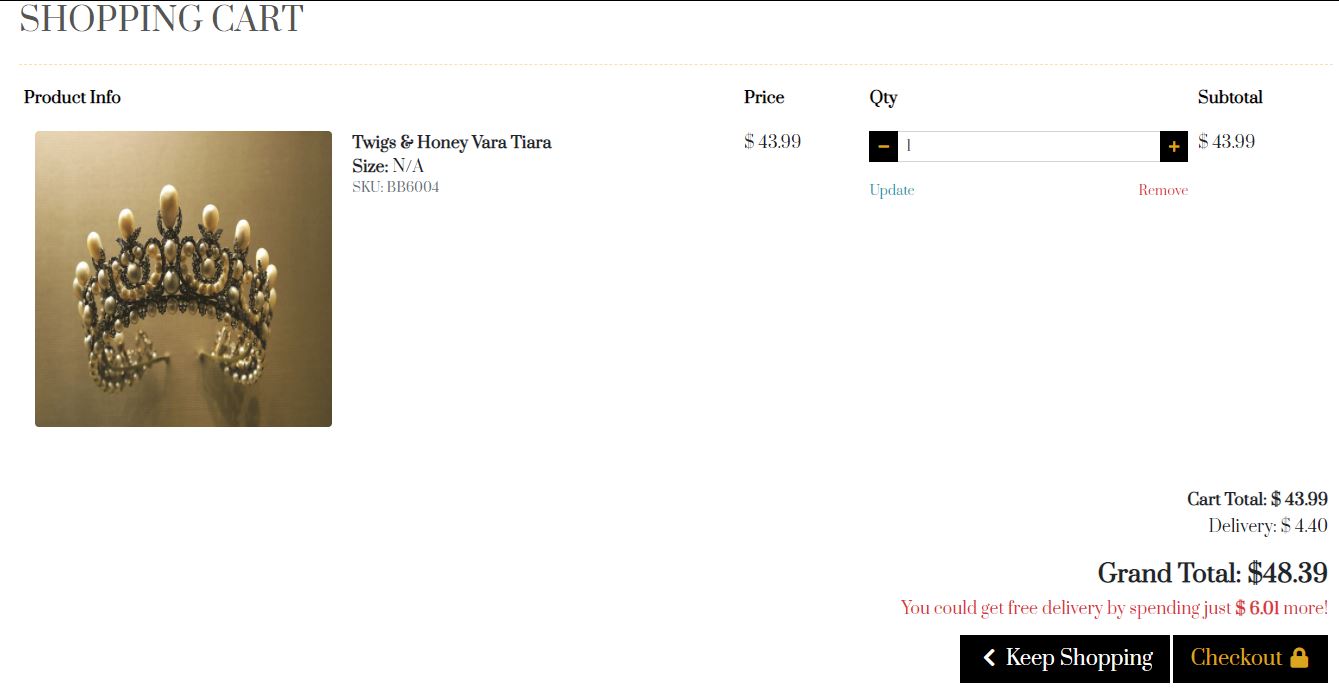 SHOPPING CART
Product Info Price Qty Subtotal
Twigs & Honey Vara Tiara $ 43.99 1 $ 43.99
Size: N/A
SKU: BB6004
Update Remove
Cart Total: $ 43.99
Delivery: $ 4.40
Grand Total: $48.39
You could get free delivery by spending just $ 6.01 more!
Keep Shopping Checkout